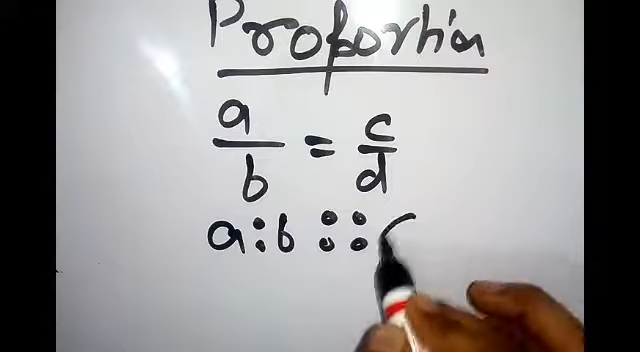 Proportion
a/b = c/d
a : b :: c